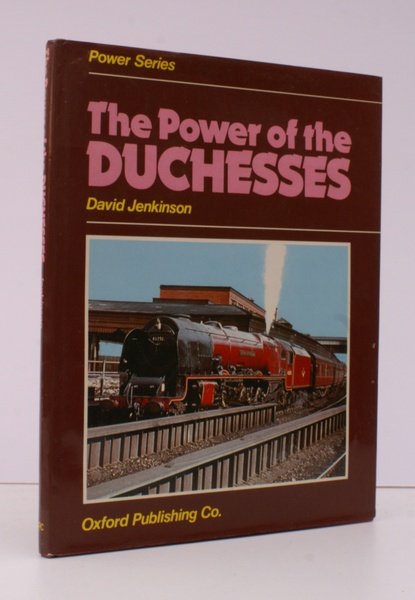 Power Series
The Power of the
DUCHESSES
David Jenkinson
Oxford Publishing Co.